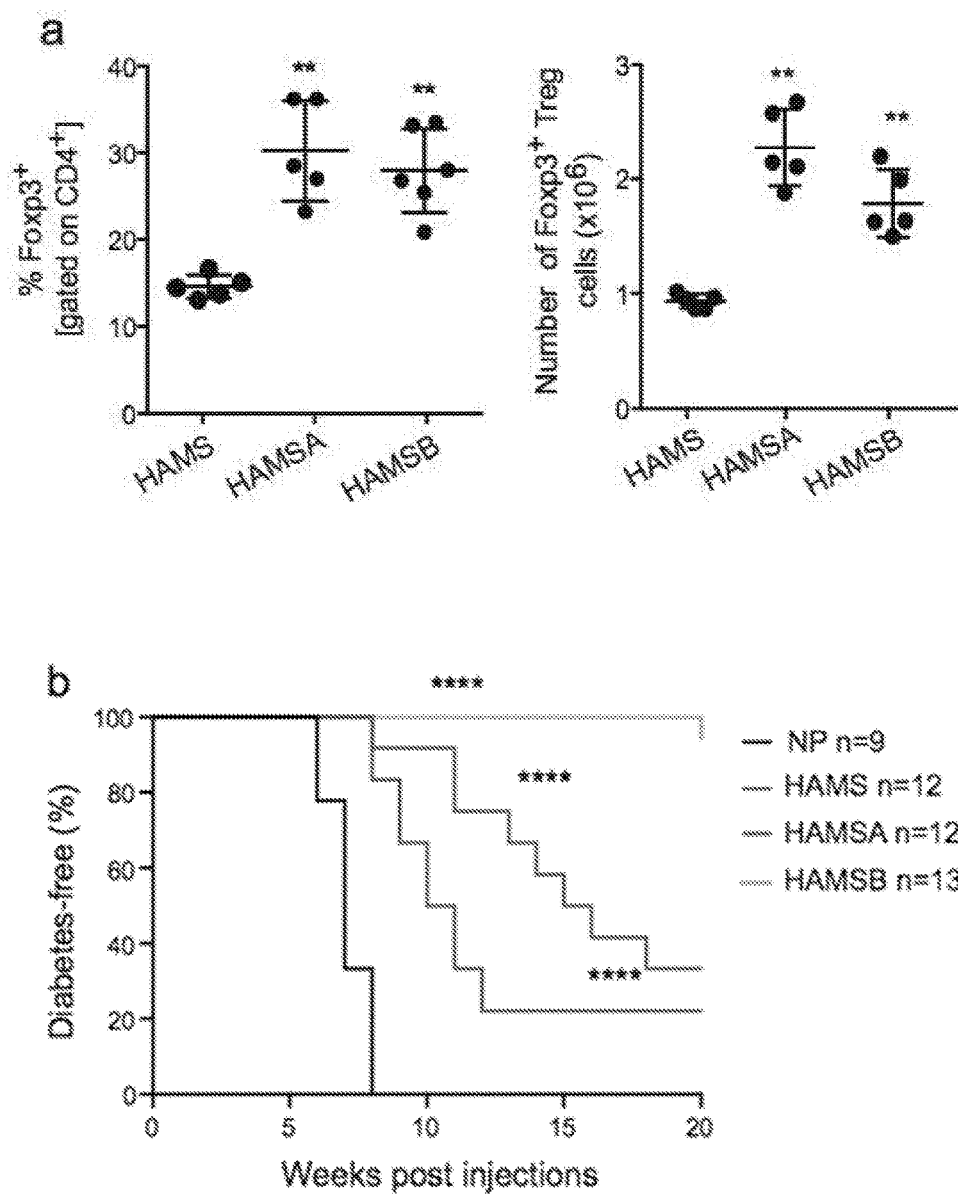 a
40
30
20
10
0
% Foxp3+
[gated on CD4+]
**
**
HAMS
HAMSA
HAMSB
3
2
1
0
Number of Foxp3+ Treg
cells (x10^6)
**
**
HAMS
HAMSA
HAMSB
b
****
****
****
100
80
60
40
20
0
Diabetes-free (%)
0 5 10 15 20
Weeks post injections
NP n=9
HAMS n=12
HAMSA n=12
HAMSB n=13